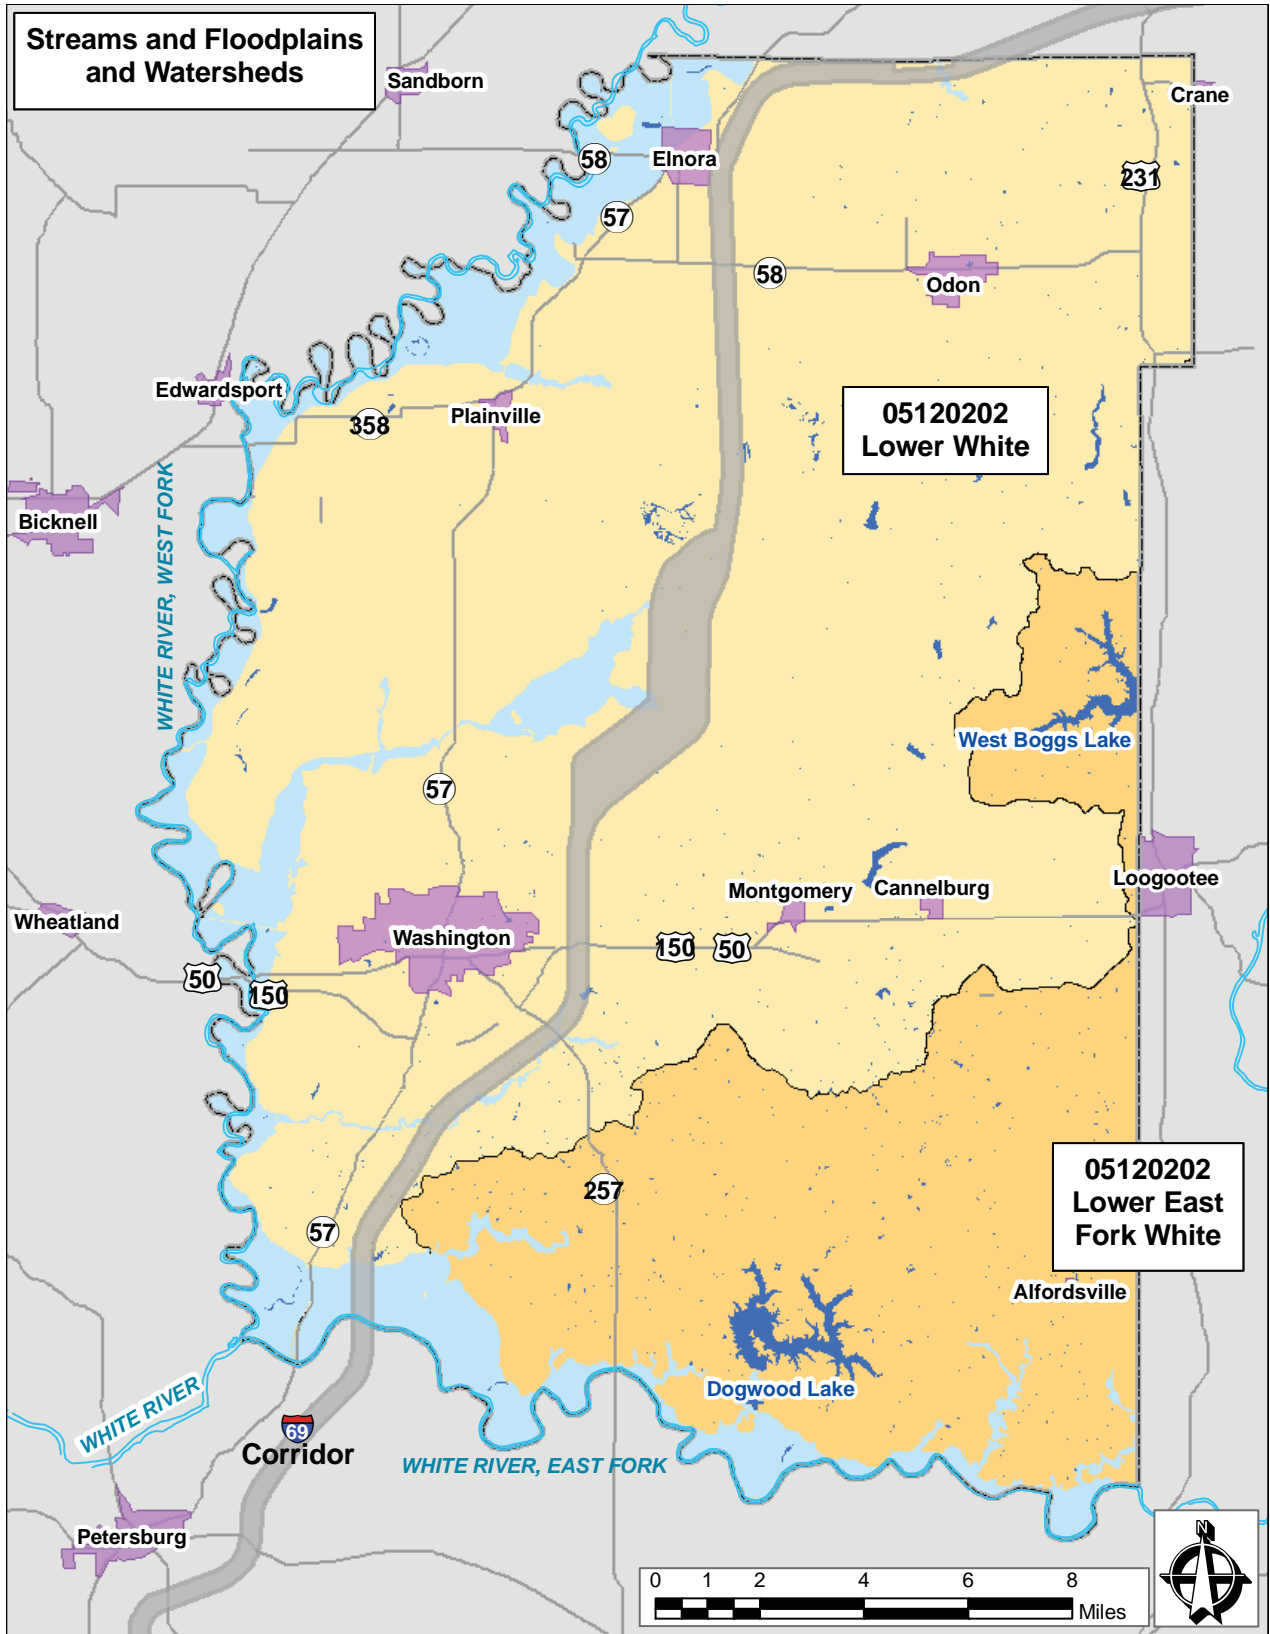 Streams and Floodplains
and Watersheds
Sandborn
Crane
58
Elnora
231
57
58
Odon
Edwardsport
358
Plainville
05120202
Lower White
Bicknell
WHITE RIVER, WEST FORK
West Boggs Lake
57
Loogootee
Montgomery
Cannelburg
Wheatland
Washington
150
50
50
150
257
05120202
Lower East
Fork White
57
Alfordsville
Dogwood Lake
WHITE RIVER
69
Corridor
WHITE RIVER, EAST FORK
Petersburg
N
0 1 2 4 6 8
Miles